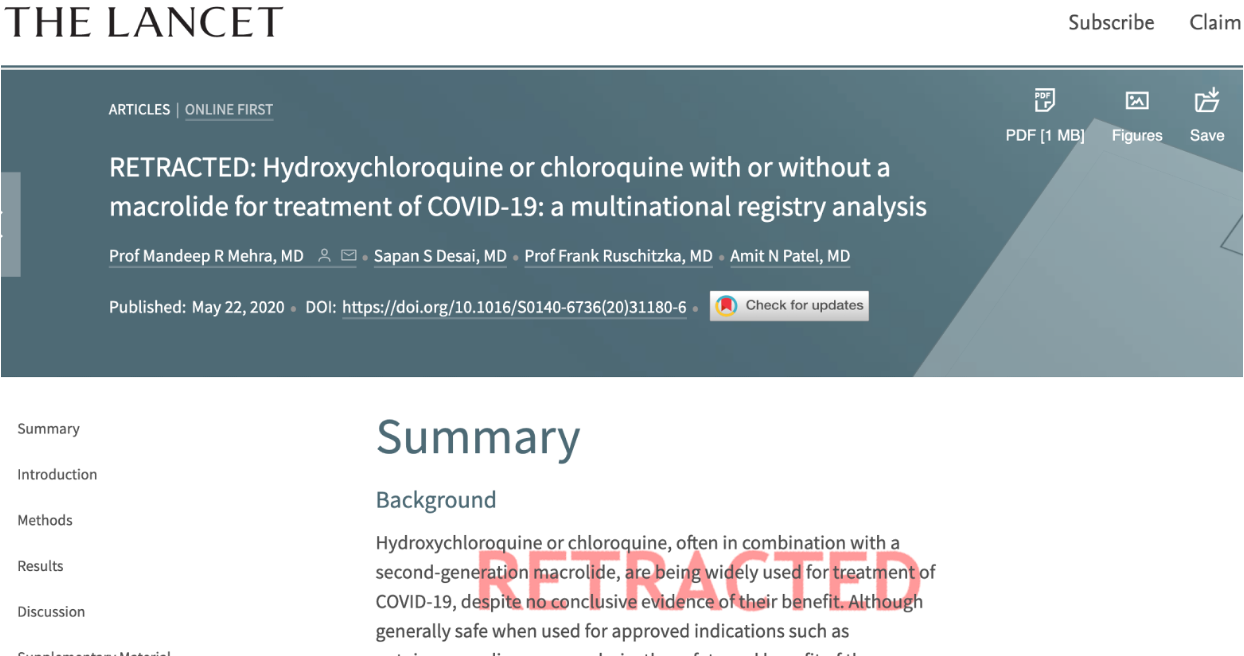 THE LANCET
Subscribe Claim
ARTICLES | ONLINE FIRST
PDF [1 MB] Figures Save
RETRACTED: Hydroxychloroquine or chloroquine with or without a
macrolide for treatment of COVID-19: a multinational registry analysis
Prof Mandeep R Mehra, MD • Sapan S Desai, MD • Prof Frank Ruschitzka, MD • Amit N Patel, MD
Published: May 22, 2020 • DOI: https://doi.org/10.1016/S0140-6736(20)31180-6 • Check for updates
Summary
Introduction
Methods
Results
Discussion
Summary
Background
Hydroxychloroquine or chloroquine, often in combination with a
second-generation macrolide, are being widely used for treatment of
COVID-19, despite no conclusive evidence of their benefit. Although
generally safe when used for approved indications such as
RETRACTED